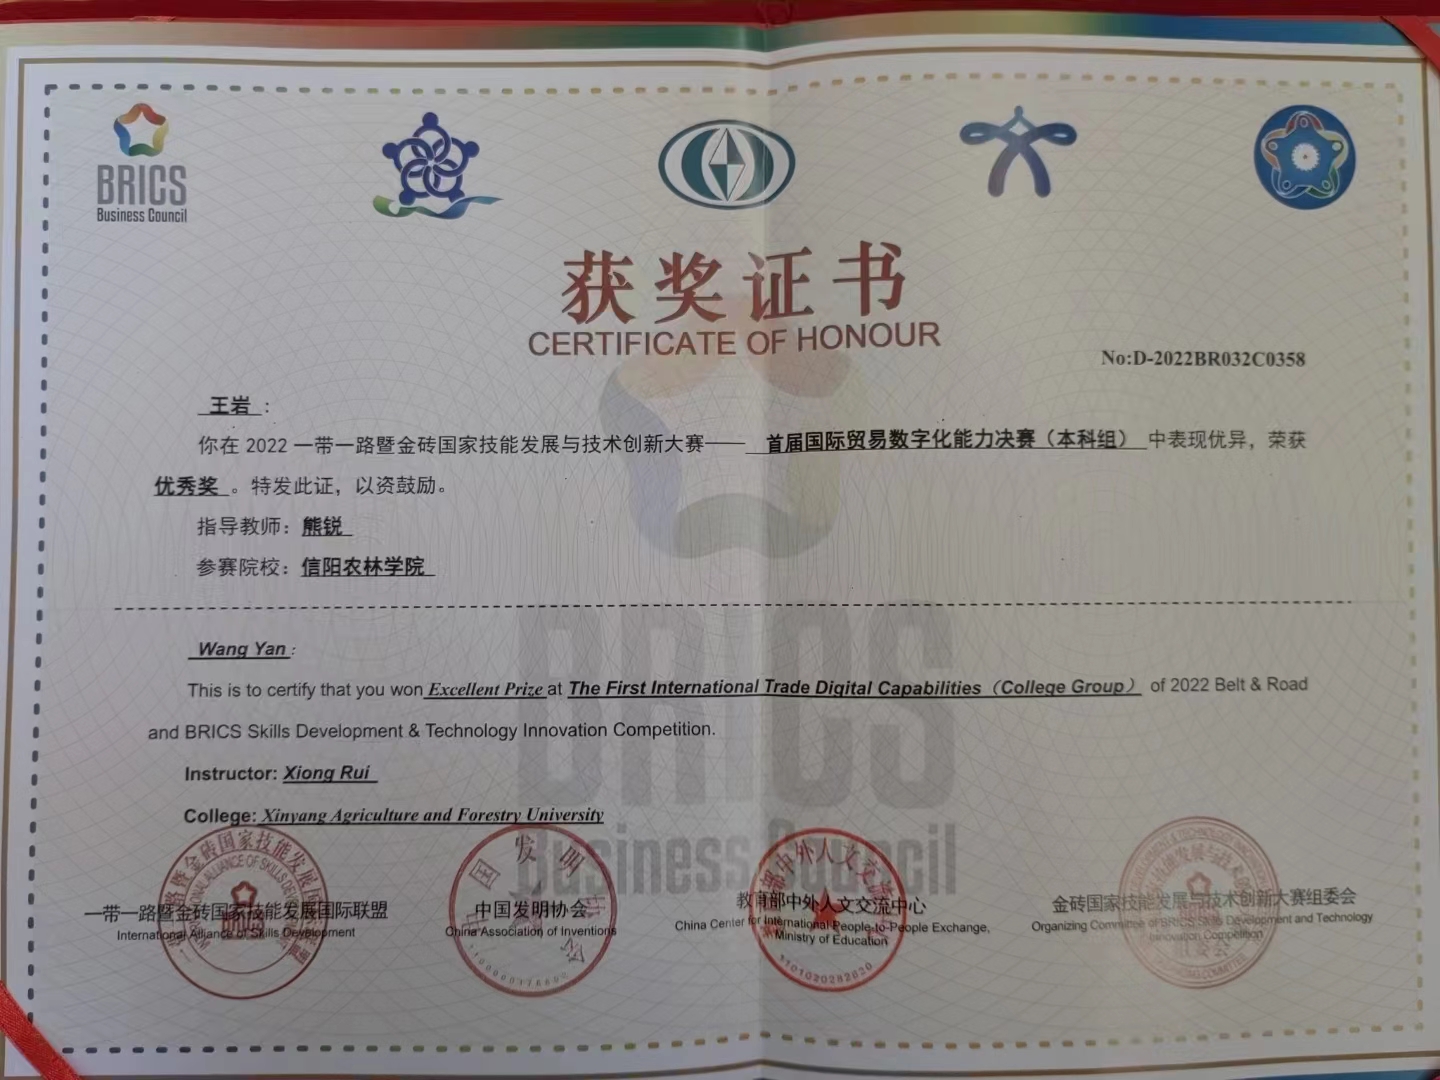 BRICS
Business Council
获奖证书
CERTIFICATE OF HONOUR
No:D-2022BR032C0358
王岩：
你在 2022 一带一路暨金砖国家技能发展与技术创新大赛—— 首届国际贸易数字化能力决赛（本科组） 中表现优异，荣获
优秀奖 。特发此证，以资鼓励。
指导教师：熊锐
参赛院校：信阳农林学院
BRICS
Business Council
Wang Yan :
This is to certify that you won Excellent Prize at The First International Trade Digital Capabilities（College Group） of 2022 Belt & Road
and BRICS Skills Development & Technology Innovation Competition.
Instructor: Xiong Rui
College: Xinyang Agriculture and Forestry University
一带一路暨金砖国家技能发展国际联盟
International Alliance of Skills Development
中国发明协会
China Association of Inventions
教育部中外人文交流中心
China Center for International People-to-People Exchange,
Ministry of Education
1101020282620
金砖国家技能发展与技术创新大赛组委会
Organizing Committee of BRICS Skills Development and Technology
Innovation Competition